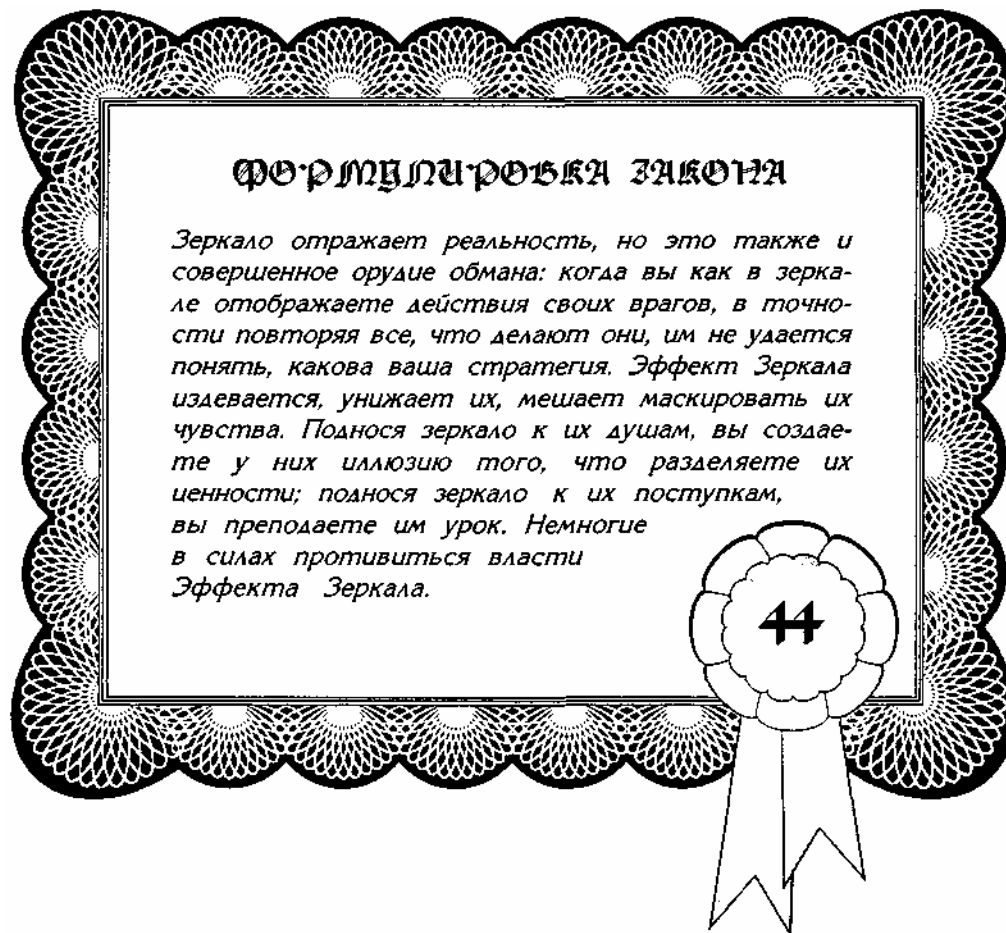 ФОРМУЛИРОВКА ЗАКОНА
Зеркало отражает реальность, но это также и
совершенное орудие обмана: когда вы как в зерка-
ле отображаете действия своих врагов, в точно-
сти повторяя все, что делают они, им не удается
понять, какова ваша стратегия. Эффект Зеркала
издевается, унижает их, мешает маскировать их
чувства. Поднося зеркало к их душам, вы создае-
те у них иллюзию того, что разделяете их
ценности; поднося зеркало к их поступкам,
вы преподаете им урок. Немногие
в силах противиться власти
Эффекта Зеркала.
44